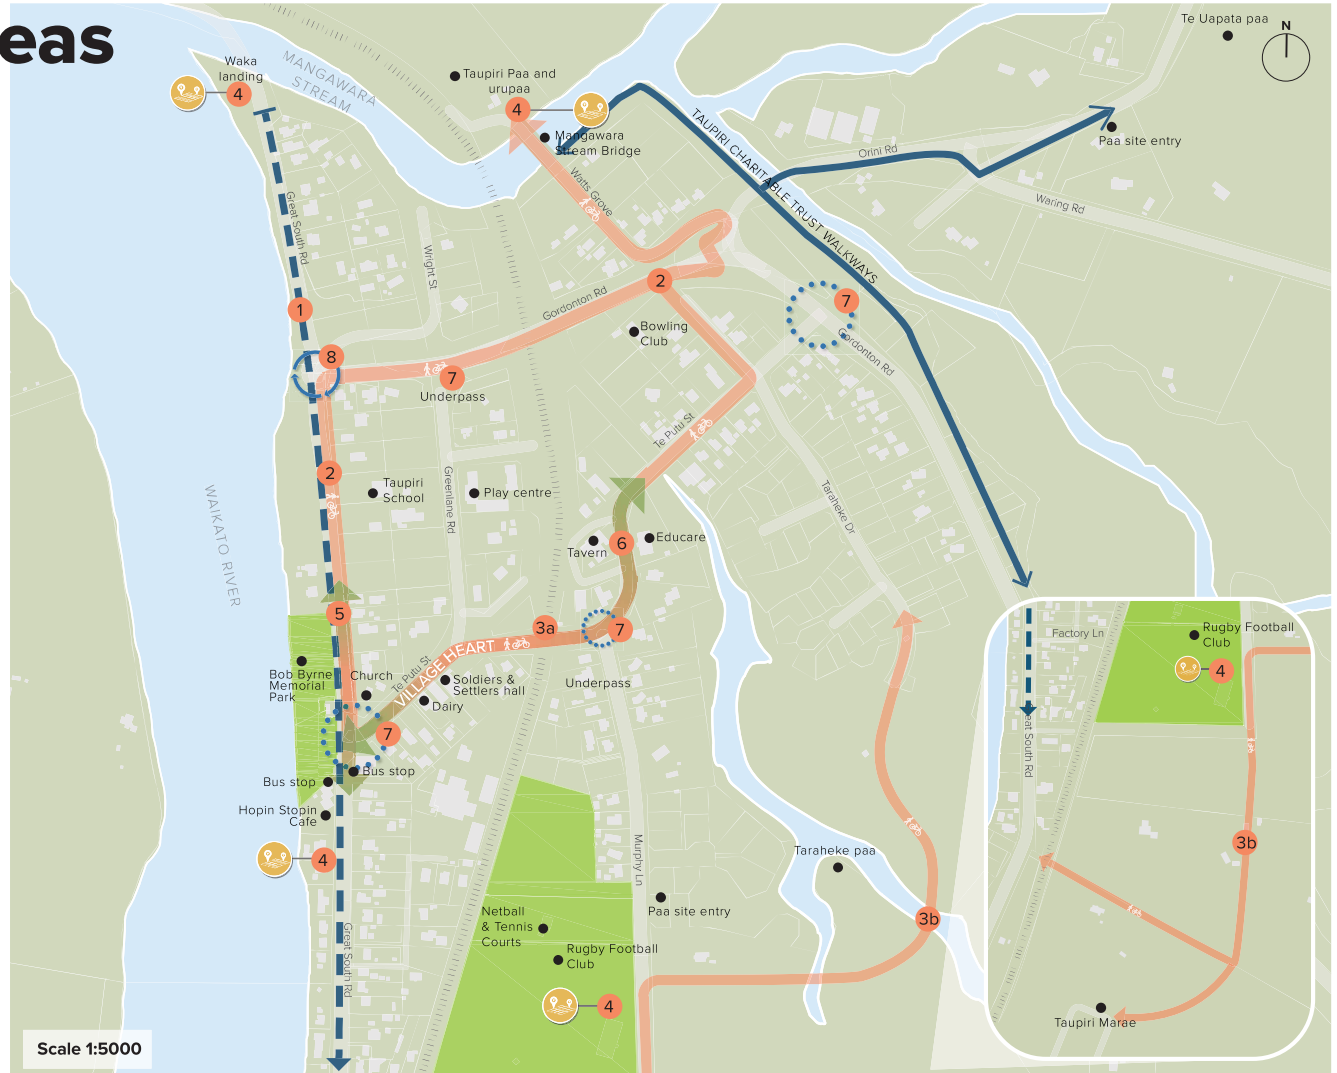 eas
Te Uapata paa
N
Waka
landing
4
MANGAWARA
STREAM
Taupiri Paa and
urupaa
4
Mangawara
Stream Bridge
TAUPIRI CHARITABLE TRUST WALKWAYS
Paa site entry
Orini Rd
Waring Rd
Watts Grove
Great South Rd
Wright St
1
2
7
Gordonton Rd
Bowling
Club
Gordonton Rd
8
7
Underpass
Te Putu St
2
Taupiri
School
Play centre
Greenlane Rd
Taraheke Dr
WAIKATO RIVER
Tavern
6
Educare
5
3a
7
VILLAGE HEART
Te Putu St
Bob Byrne
Memorial
Park
Church
Soldiers &
Settlers hall
Dairy
Underpass
7
Bus stop
Bus stop
Hopin Stopin
Cafe
4
Murphy Ln
Taraheke paa
Paa site entry
3b
Netball
& Tennis
Courts
Rugby Football
Club
4
Great South Rd
Factory Ln
Rugby Football
Club
4
Great South Rd
3b
Taupiri Marae
Scale 1:5000